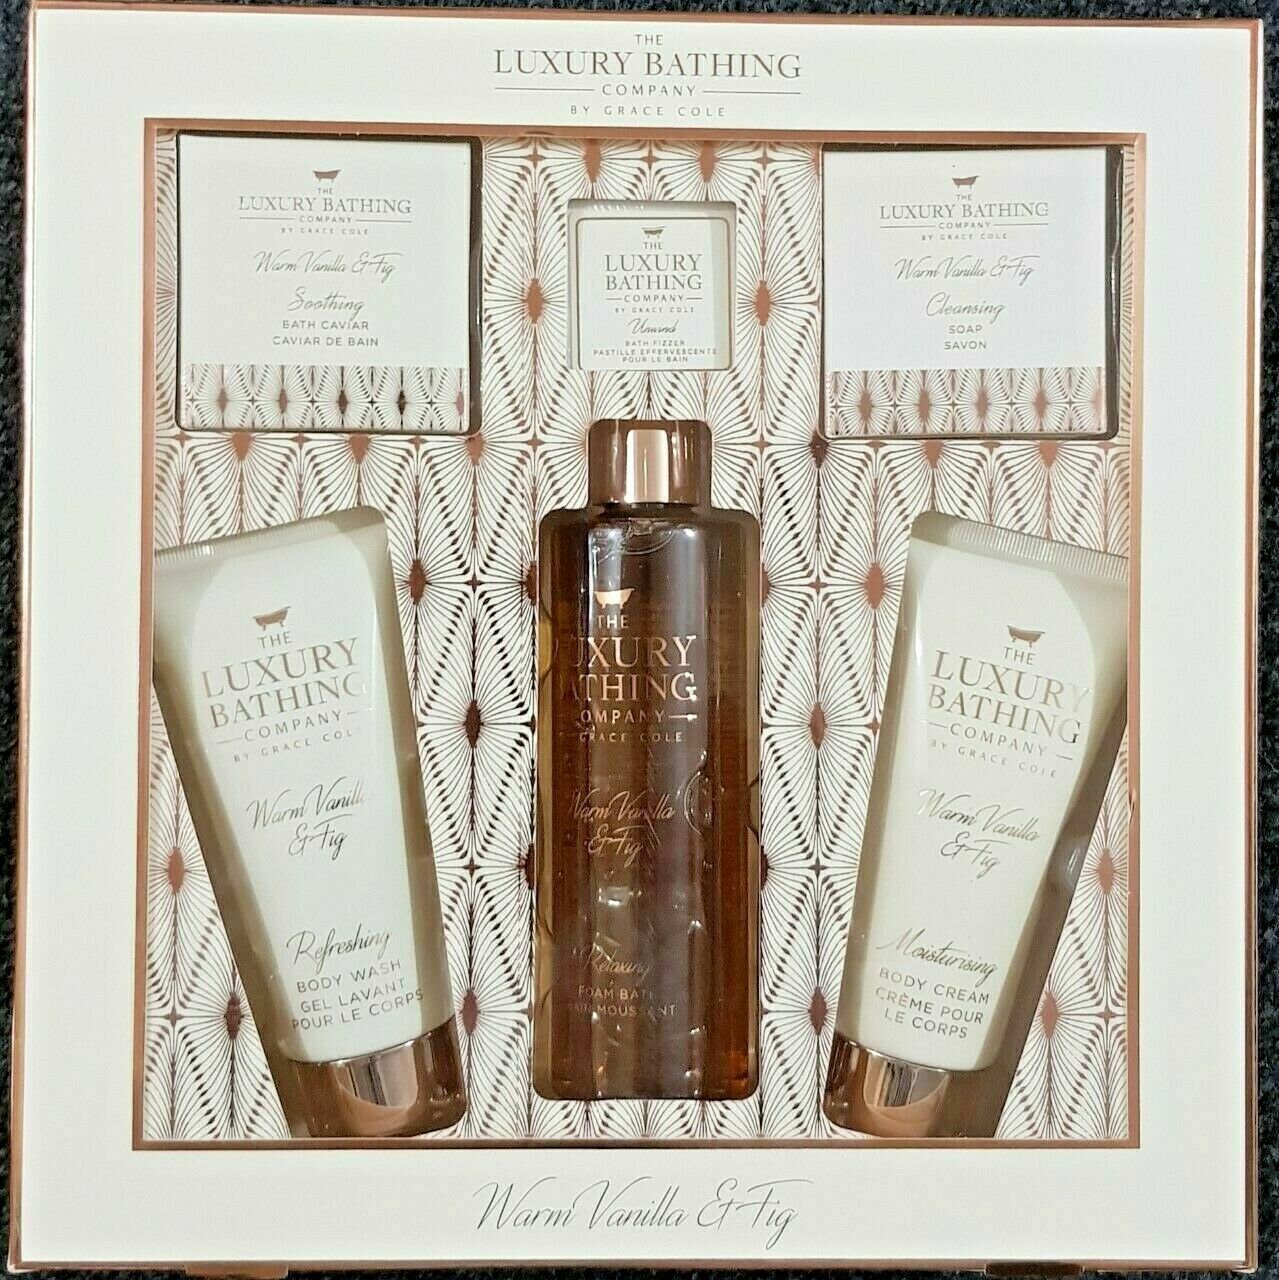 THE
LUXURY BATHING
COMPANY
BY GRACE COLE
THE
LUXURY BATHING
COMPANY
BY GRACE COLE
Warm Vanilla & Fig
Soothing
BATH CAVIAR
CAVIAR DE BAIN
THE
LUXURY
BATHING
COMPANY
BY GRACE COLE
Unwind
BATH FIZZER
PASTILLE EFFERVESCENTE
POUR LE BAIN
THE
LUXURY BATHING
COMPANY
BY GRACE COLE
Warm Vanilla & Fig
Cleansing
SOAP
SAVON
THE
LUXURY
BATHING
COMPANY
BY GRACE COLE
Warm Vanilla
& Fig
Refreshing
BODY WASH
GEL LAVANT
POUR LE CORPS
THE
LUXURY
BATHING
COMPANY
GRACE COLE
Warm Vanilla
& Fig
Relaxing
FOAM BATH
BAIN MOUSSANT
THE
LUXURY
BATHING
COMPANY
BY GRACE COLE
Warm Vanilla
& Fig
Moisturising
BODY CREAM
CRÈME POUR
LE CORPS
Warm Vanilla & Fig